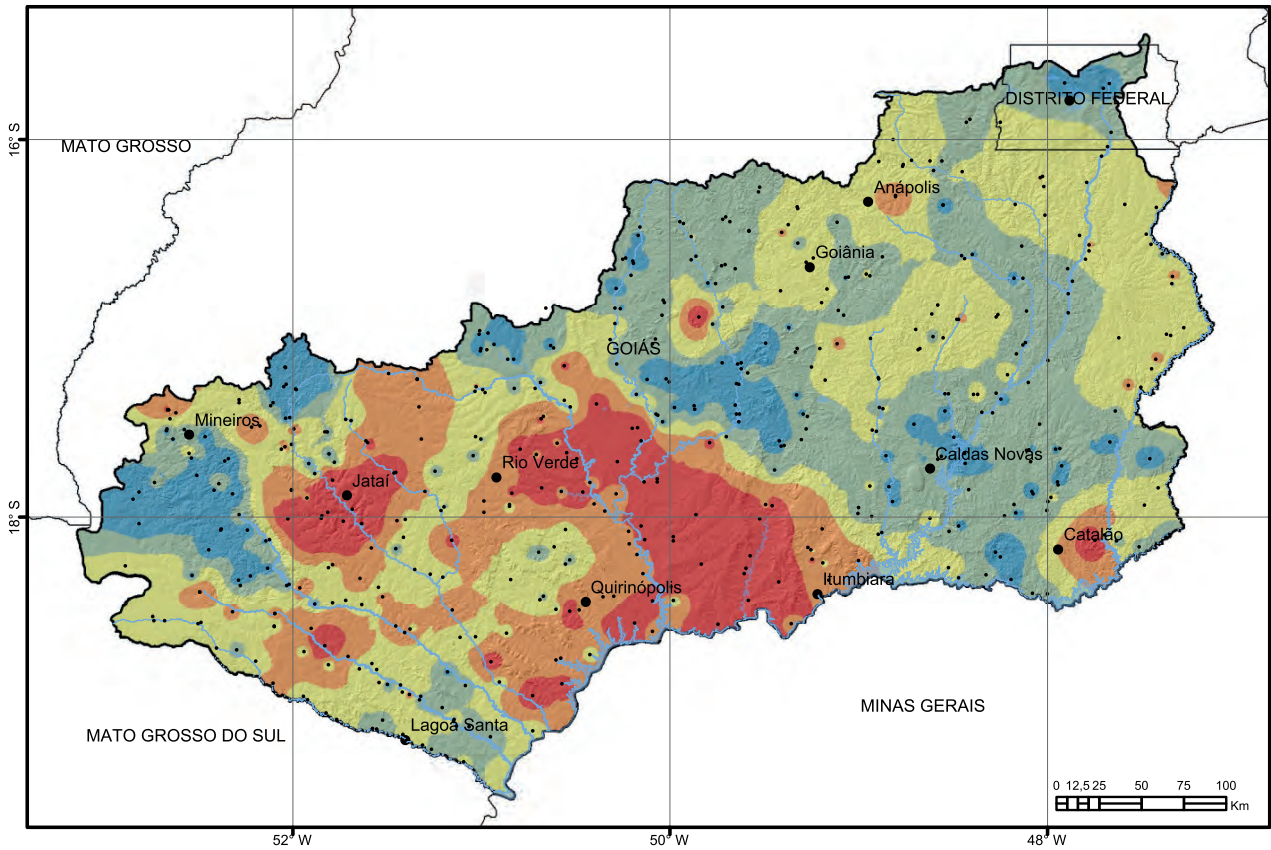 DISTRITO FEDERAL
16° S
MATO GROSSO
Anápolis
Goiânia
GOIÁS
Mineiros
Caldas Novas
Rio Verde
Jataí
18° S
Catalão
Itumbiara
Quirinópolis
MINAS GERAIS
Lagoa Santa
MATO GROSSO DO SUL
0 12,5 25 50 75 100
Km
52° W 50° W 48° W